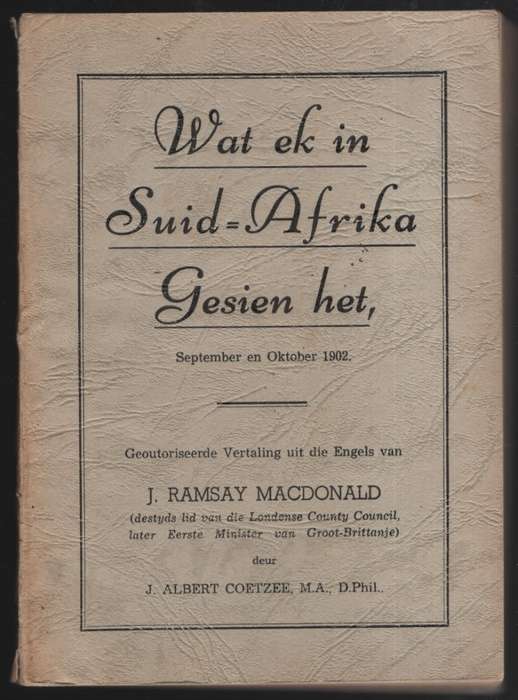 Wat ek in
Suid=Afrika
Gesien het,
September en Oktober 1902.
Geoutoriseerde Vertaling uit die Engels van
J. RAMSAY MACDONALD
(destyds lid van die Londense County Council,
later Eerste Minister van Groot-Brittanje)
deur
J. ALBERT COETZEE, M.A., D.Phil..